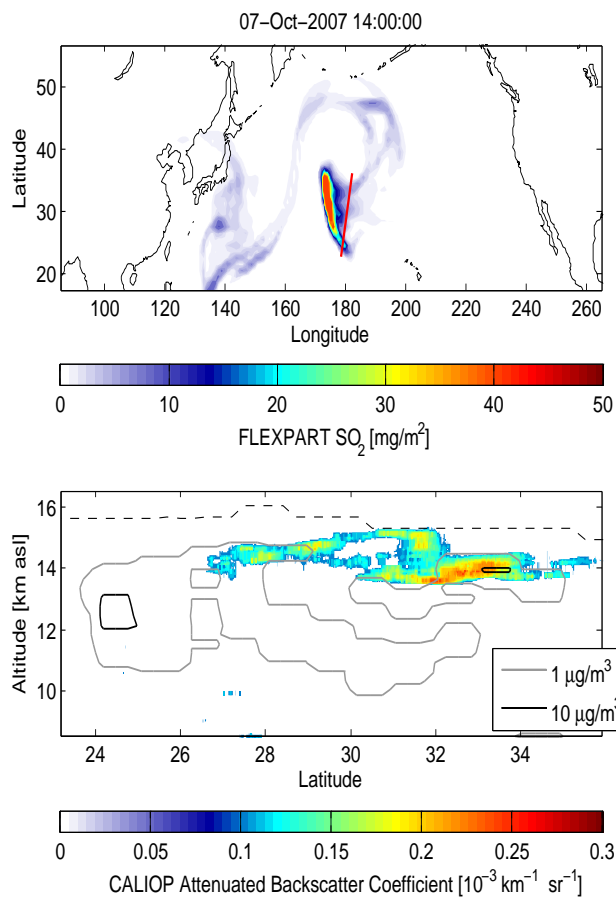 07−Oct−2007 14:00:00
50
40
30
20
Latitude
100 120 140 160 180 200 220 240 260
Longitude
0 10 20 30 40 50
FLEXPART SO2 [mg/m2]
16
14
12
10
Altitude [km asl]
1 μg/m3
10 μg/m3
24 26 28 30 32 34
Latitude
0 0.05 0.1 0.15 0.2 0.25 0.3
CALIOP Attenuated Backscatter Coefficient [10−3 km−1 sr−1]